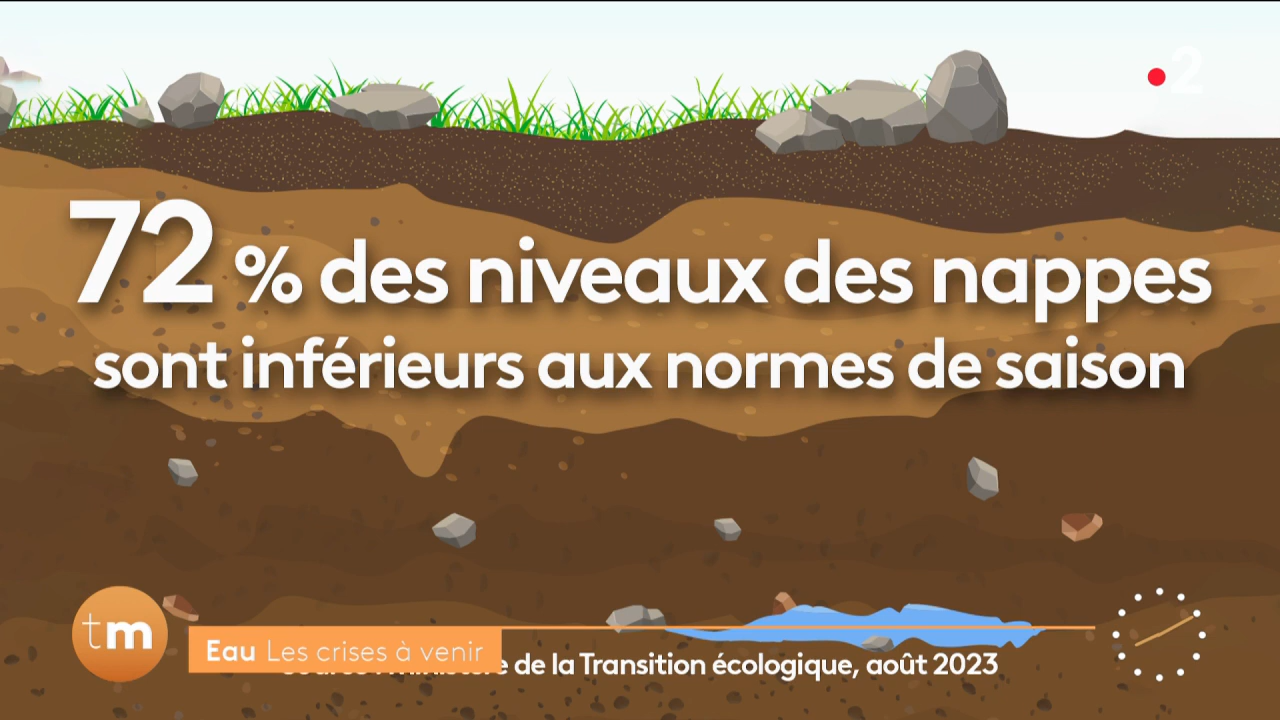 2
72 % des niveaux des nappes
sont inférieurs aux normes de saison
tm
Eau Les crises à venir
de la Transition écologique, août 2023